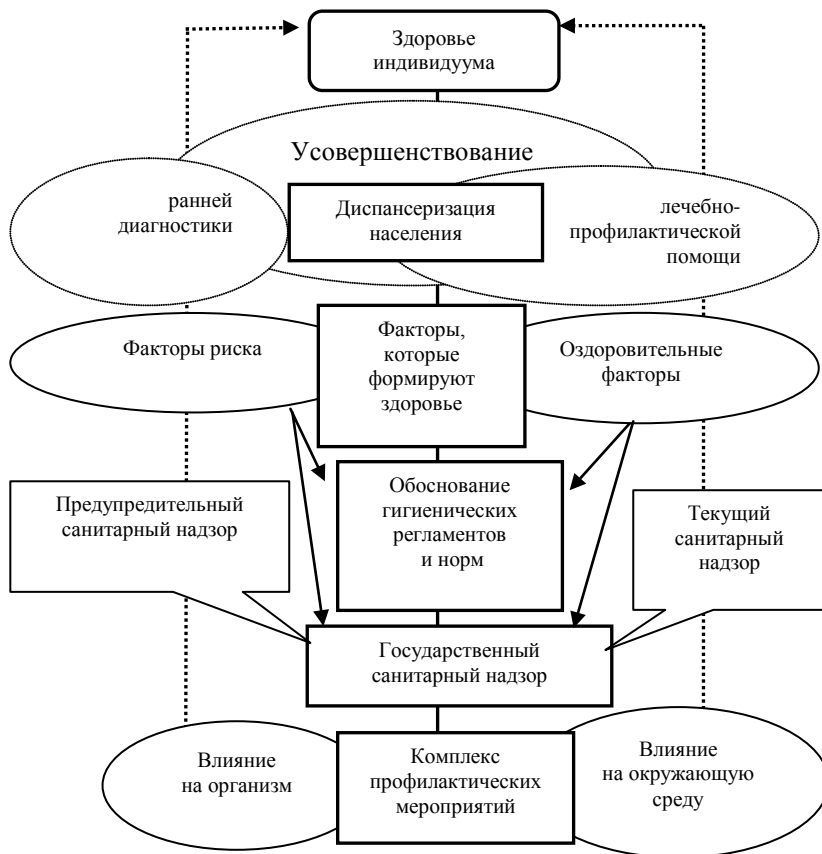 Здоровье
индивидуума
Усовершенствование
ранней
диагностики
Диспансеризация
населения
лечебно-
профилактической
помощи
Факторы риска
Факторы,
которые
формируют
здоровье
Оздоровительные
факторы
Предупредительный
санитарный надзор
Обоснование
гигиенических
регламентов
и норм
Текущий
санитарный
надзор
Государственный
санитарный надзор
Влияние
на организм
Комплекс
профилактических
мероприятий
Влияние
на окружающую
среду